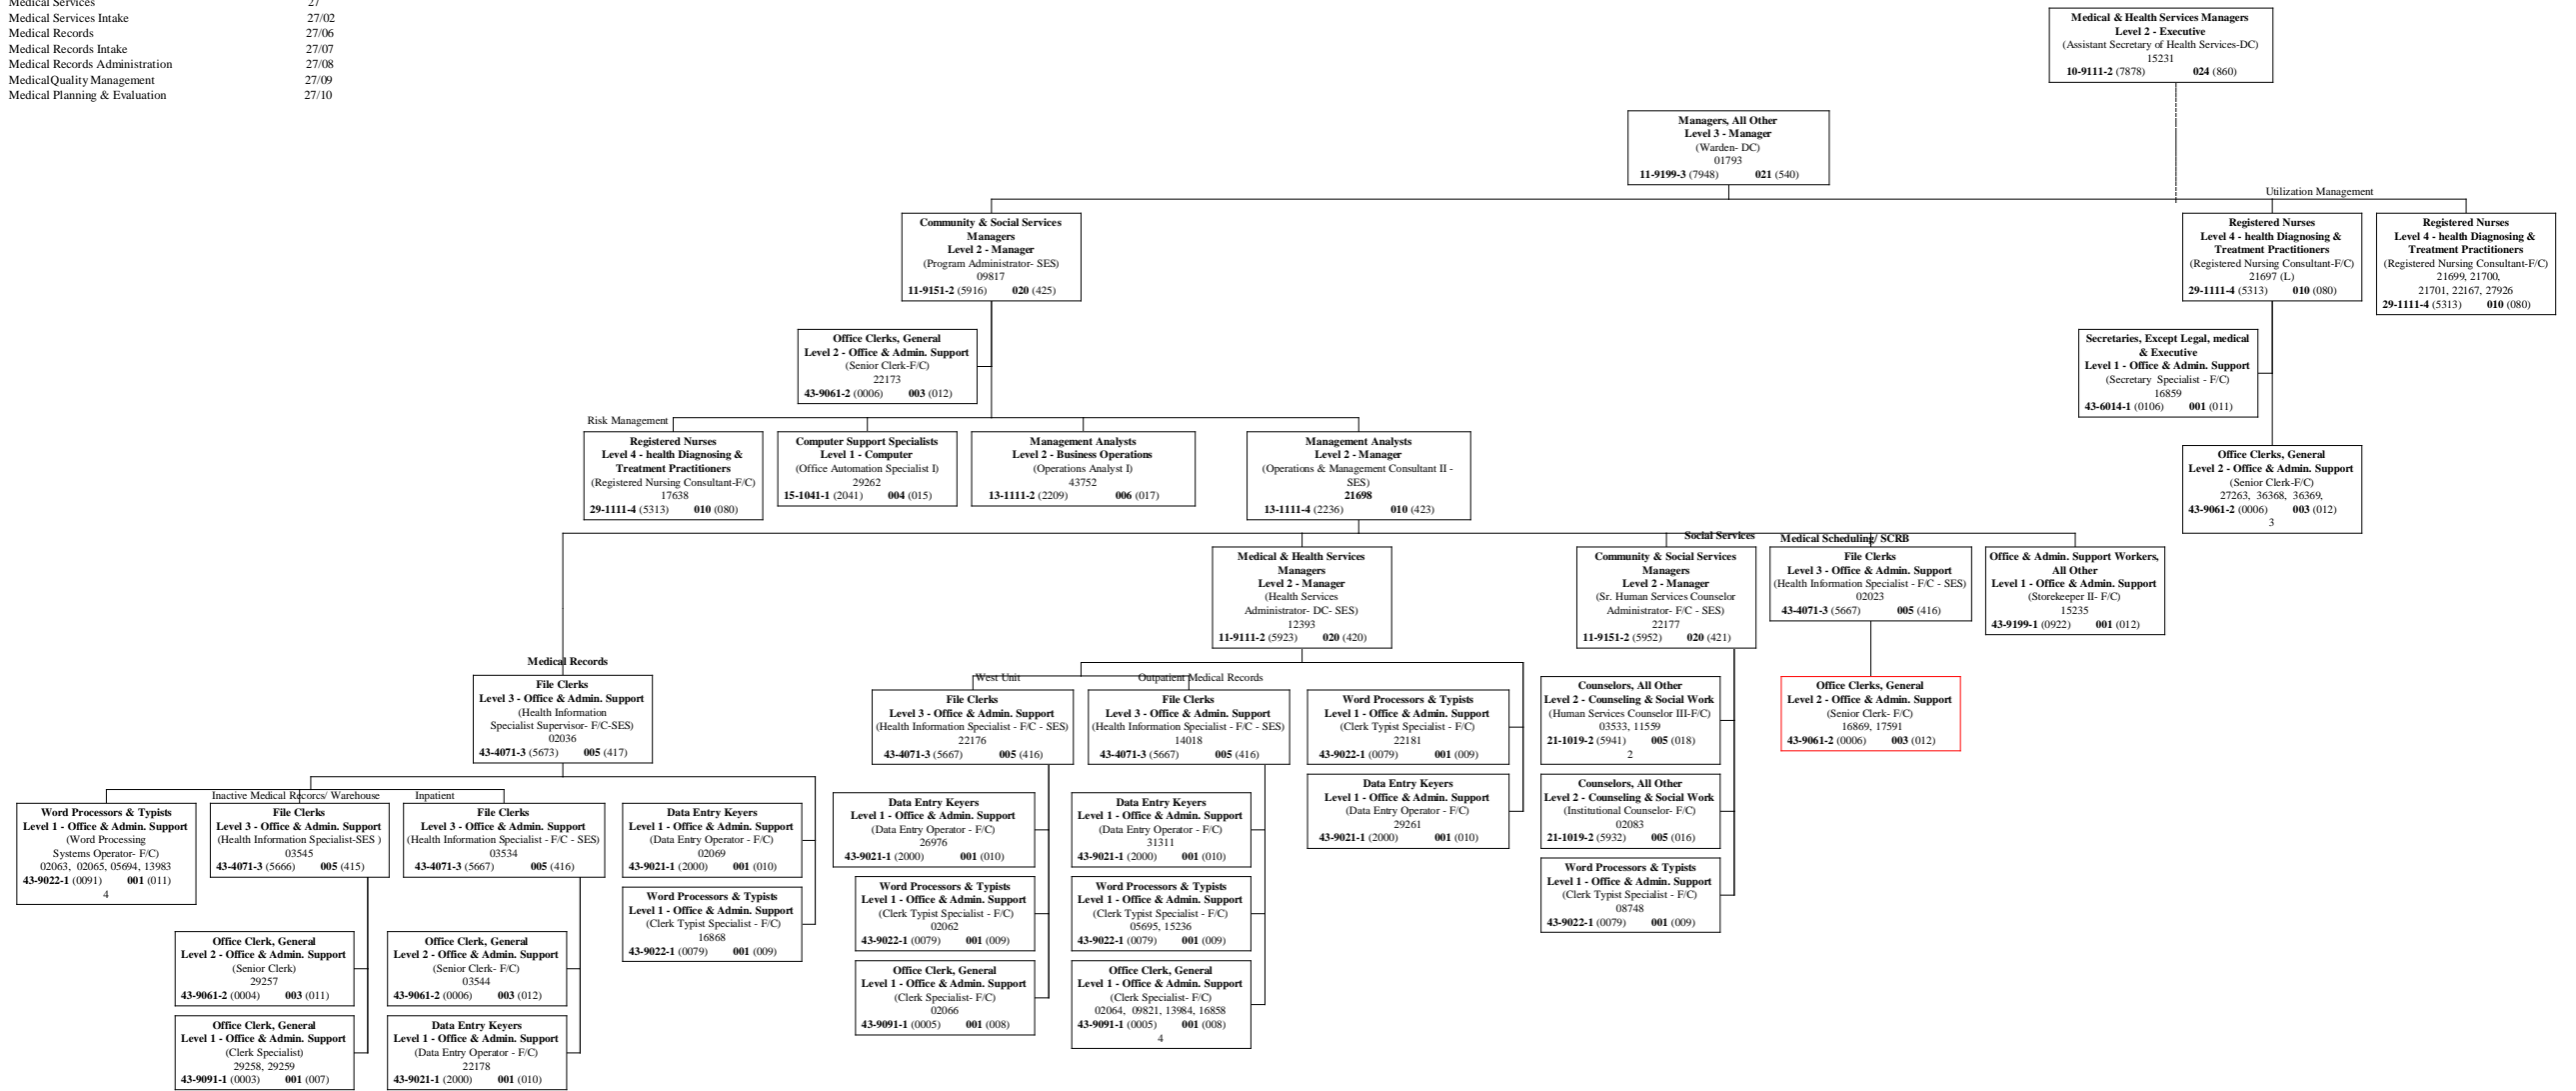 Medical Services 27
Medical Services Intake 27/02
Medical Records 27/06
Medical Records Intake 27/07
Medical Records Administration 27/08
MedicalQuality Management 27/09
Medical Planning & Evaluation 27/10
Medical & Health Services Managers
Level 2 - Executive
(Assistant Secretary of Health Services-DC)
15231
10-9111-2 (7878) 024 (860)
Managers, All Other
Level 3 - Manager
(Warden- DC)
01793
11-9199-3 (7948) 021 (540)
Utilization Management
Community & Social Services
Managers
Level 2 - Manager
(Program Administrator- SES)
09817
11-9151-2 (5916) 020 (425)
Registered Nurses
Level 4 - health Diagnosing &
Treatment Practitioners
(Registered Nursing Consultant-F/C)
21697 (L)
29-1111-4 (5313) 010 (080)
Registered Nurses
Level 4 - health Diagnosing &
Treatment Practitioners
(Registered Nursing Consultant-F/C)
21699, 21700,
21701, 22167, 27926
29-1111-4 (5313) 010 (080)
Office Clerks, General
Level 2 - Office & Admin. Support
(Senior Clerk-F/C)
22173
43-9061-2 (0006) 003 (012)
Secretaries, Except Legal, medical
& Executive
Level 1 - Office & Admin. Support
(Secretary Specialist - F/C)
16859
43-6014-1 (0106) 001 (011)
Risk Management
Registered Nurses
Level 4 - health Diagnosing &
Treatment Practitioners
(Registered Nursing Consultant-F/C)
17638
29-1111-4 (5313) 010 (080)
Computer Support Specialists
Level 1 - Computer
(Office Automation Specialist I)
29262
15-1041-1 (2041) 004 (015)
Management Analysts
Level 2 - Business Operations
(Operations Analyst I)
43752
13-1111-2 (2209) 006 (017)
Management Analysts
Level 2 - Manager
(Operations & Management Consultant II -
SES)
21698
13-1111-4 (2236) 010 (423)
Office Clerks, General
Level 2 - Office & Admin. Support
(Senior Clerk-F/C)
27263, 36368, 36369,
43-9061-2 (0006) 003 (012)
3
Medical & Health Services
Managers
Level 2 - Manager
(Health Services
Administrator- DC- SES)
12393
11-9111-2 (5923) 020 (420)
Social Services
Community & Social Services
Managers
Level 2 - Manager
(Sr. Human Services Counselor
Administrator- F/C - SES)
22177
11-9151-2 (5952) 020 (421)
Medical Scheduling/ SCRB
File Clerks
Level 3 - Office & Admin. Support
(Health Information Specialist - F/C - SES)
02023
43-4071-3 (5667) 005 (416)
Office & Admin. Support Workers,
All Other
Level 1 - Office & Admin. Support
(Storekeeper II- F/C)
15235
43-9199-1 (0922) 001 (012)
Medical Records
File Clerks
Level 3 - Office & Admin. Support
(Health Information
Specialist Supervisor- F/C-SES)
02036
43-4071-3 (5673) 005 (417)
West Unit
File Clerks
Level 3 - Office & Admin. Support
(Health Information Specialist - F/C - SES)
22176
43-4071-3 (5667) 005 (416)
Outpatient Medical Records
File Clerks
Level 3 - Office & Admin. Support
(Health Information Specialist - F/C - SES)
14018
43-4071-3 (5667) 005 (416)
Word Processors & Typists
Level 1 - Office & Admin. Support
(Clerk Typist Specialist - F/C)
22181
43-9022-1 (0079) 001 (009)
Counselors, All Other
Level 2 - Counseling & Social Work
(Human Services Counselor III-F/C)
03533, 11559
21-1019-2 (5941) 005 (018)
2
Office Clerks, General
Level 2 - Office & Admin. Support
(Senior Clerk- F/C)
16869, 17591
43-9061-2 (0006) 003 (012)
Word Processors & Typists
Level 1 - Office & Admin. Support
(Word Processing
Systems Operator- F/C)
02063, 02065, 05694, 13983
43-9022-1 (0091) 001 (011)
4
Inactive Medical Recorcs/ Warehouse
File Clerks
Level 3 - Office & Admin. Support
(Health Information Specialist-SES )
03545
43-4071-3 (5666) 005 (415)
Inpatient
File Clerks
Level 3 - Office & Admin. Support
(Health Information Specialist - F/C - SES)
03534
43-4071-3 (5667) 005 (416)
Data Entry Keyers
Level 1 - Office & Admin. Support
(Data Entry Operator - F/C)
02069
43-9021-1 (2000) 001 (010)
Data Entry Keyers
Level 1 - Office & Admin. Support
(Data Entry Operator - F/C)
26976
43-9021-1 (2000) 001 (010)
Data Entry Keyers
Level 1 - Office & Admin. Support
(Data Entry Operator - F/C)
31311
43-9021-1 (2000) 001 (010)
Data Entry Keyers
Level 1 - Office & Admin. Support
(Data Entry Operator - F/C)
29261
43-9021-1 (2000) 001 (010)
Counselors, All Other
Level 2 - Counseling & Social Work
(Institutional Counselor- F/C)
02083
21-1019-2 (5932) 005 (016)
Word Processors & Typists
Level 1 - Office & Admin. Support
(Clerk Typist Specialist - F/C)
16868
43-9022-1 (0079) 001 (009)
Word Processors & Typists
Level 1 - Office & Admin. Support
(Clerk Typist Specialist - F/C)
02062
43-9022-1 (0079) 001 (009)
Word Processors & Typists
Level 1 - Office & Admin. Support
(Clerk Typist Specialist - F/C)
05695, 15236
43-9022-1 (0079) 001 (009)
Word Processors & Typists
Level 1 - Office & Admin. Support
(Clerk Typist Specialist - F/C)
08748
43-9022-1 (0079) 001 (009)
Office Clerk, General
Level 2 - Office & Admin. Support
(Senior Clerk)
29257
43-9061-2 (0004) 003 (011)
Office Clerk, General
Level 2 - Office & Admin. Support
(Senior Clerk- F/C)
03544
43-9061-2 (0006) 003 (012)
Office Clerk, General
Level 1 - Office & Admin. Support
(Clerk Specialist- F/C)
02066
43-9091-1 (0005) 001 (008)
Office Clerk, General
Level 1 - Office & Admin. Support
(Clerk Specialist- F/C)
02064, 09821, 13984, 16858
43-9091-1 (0005) 001 (008)
4
Office Clerk, General
Level 1 - Office & Admin. Support
(Clerk Specialist)
29258, 29259
43-9091-1 (0003) 001 (007)
Data Entry Keyers
Level 1 - Office & Admin. Support
(Data Entry Operator - F/C)
22178
43-9021-1 (2000) 001 (010)